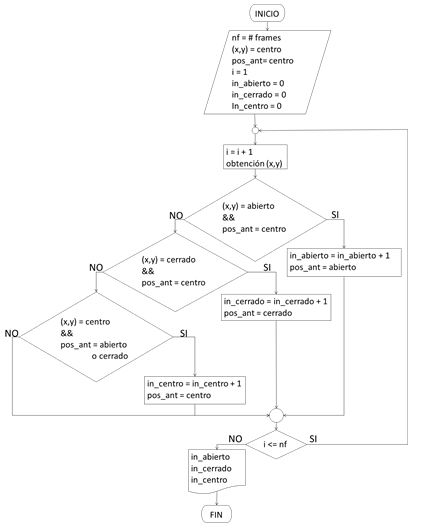 INICIO
nf = # frames
(x,y) = centro
pos_ant= centro
i = 1
in_abierto = 0
in_cerrado = 0
In_centro = 0
i = i + 1
obtención (x,y)
(x,y) = abierto
&&
pos_ant = centro
NO
SI
in_abierto = in_abierto + 1
pos_ant = abierto
(x,y) = cerrado
&&
pos_ant = centro
NO
SI
in_cerrado = in_cerrado + 1
pos_ant = cerrado
(x,y) = centro
&&
pos_ant = abierto
o cerrado
NO
SI
in_centro = in_centro + 1
pos_ant = centro
i <= nf
NO
SI
in_abierto
in_cerrado
in_centro
FIN